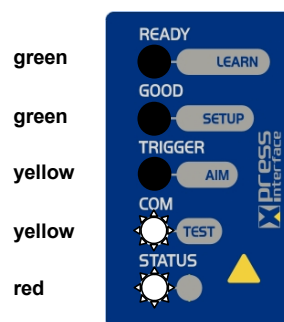 READY
green LEARN
GOOD
green SETUP
TRIGGER
yellow AIM
COM
yellow TEST
STATUS
red
Xpress
interface